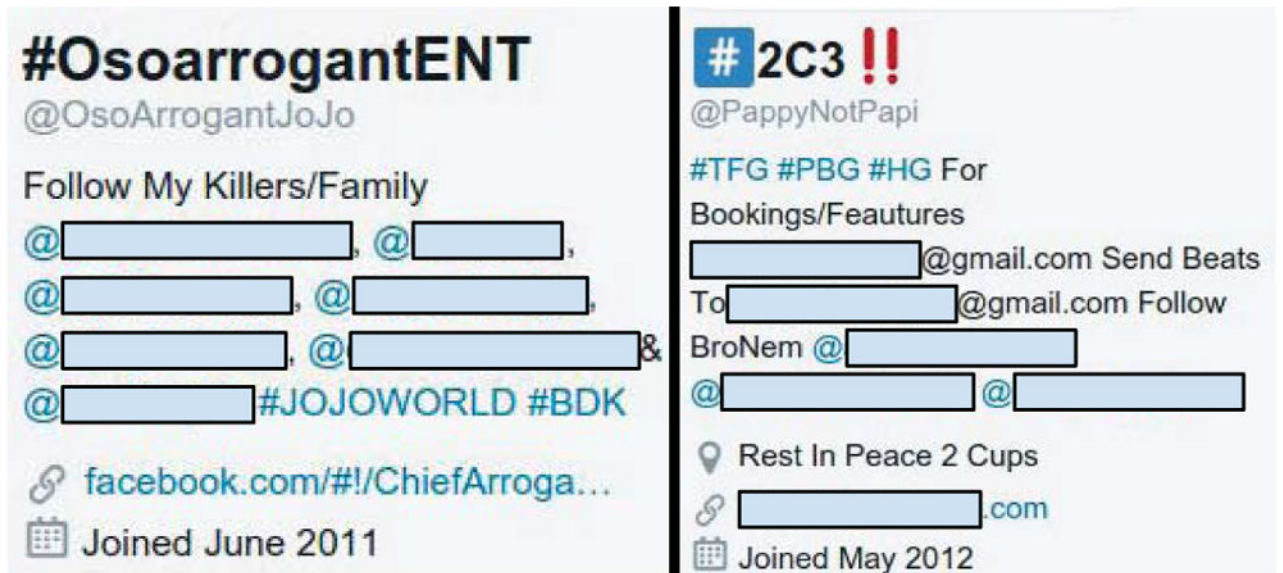 #OsoarrogantENT
@OsoArrogantJoJo
Follow My Killers/Family
@ , @ ,
@ , @ ,
@ , @ &
@ #JOJOWORLD #BDK
facebook.com/#!/ChiefArroga...
Joined June 2011
#2C3‼
@PappyNotPapi
#TFG #PBG #HG For
Bookings/Feautures
@gmail.com Send Beats
To @gmail.com Follow
BroNem @
@ @
Rest In Peace 2 Cups
.com
Joined May 2012